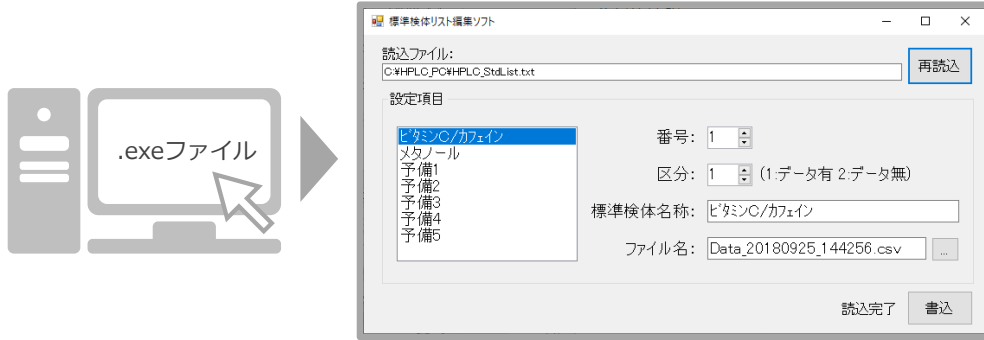 .exeファイル
標準検体リスト編集ソフト
読込ファイル:
C:¥HPLC_PC¥HPLC_StdList.txt
再読込
設定項目
ビタミンC/カフェイン
メタノール
予備1
予備2
予備3
予備4
予備5
番号: 1
区分: 1 (1:データ有 2:データ無)
標準検体名称: ビタミンC/カフェイン
ファイル名: Data_20180925_144256.csv ...
読込完了 書込